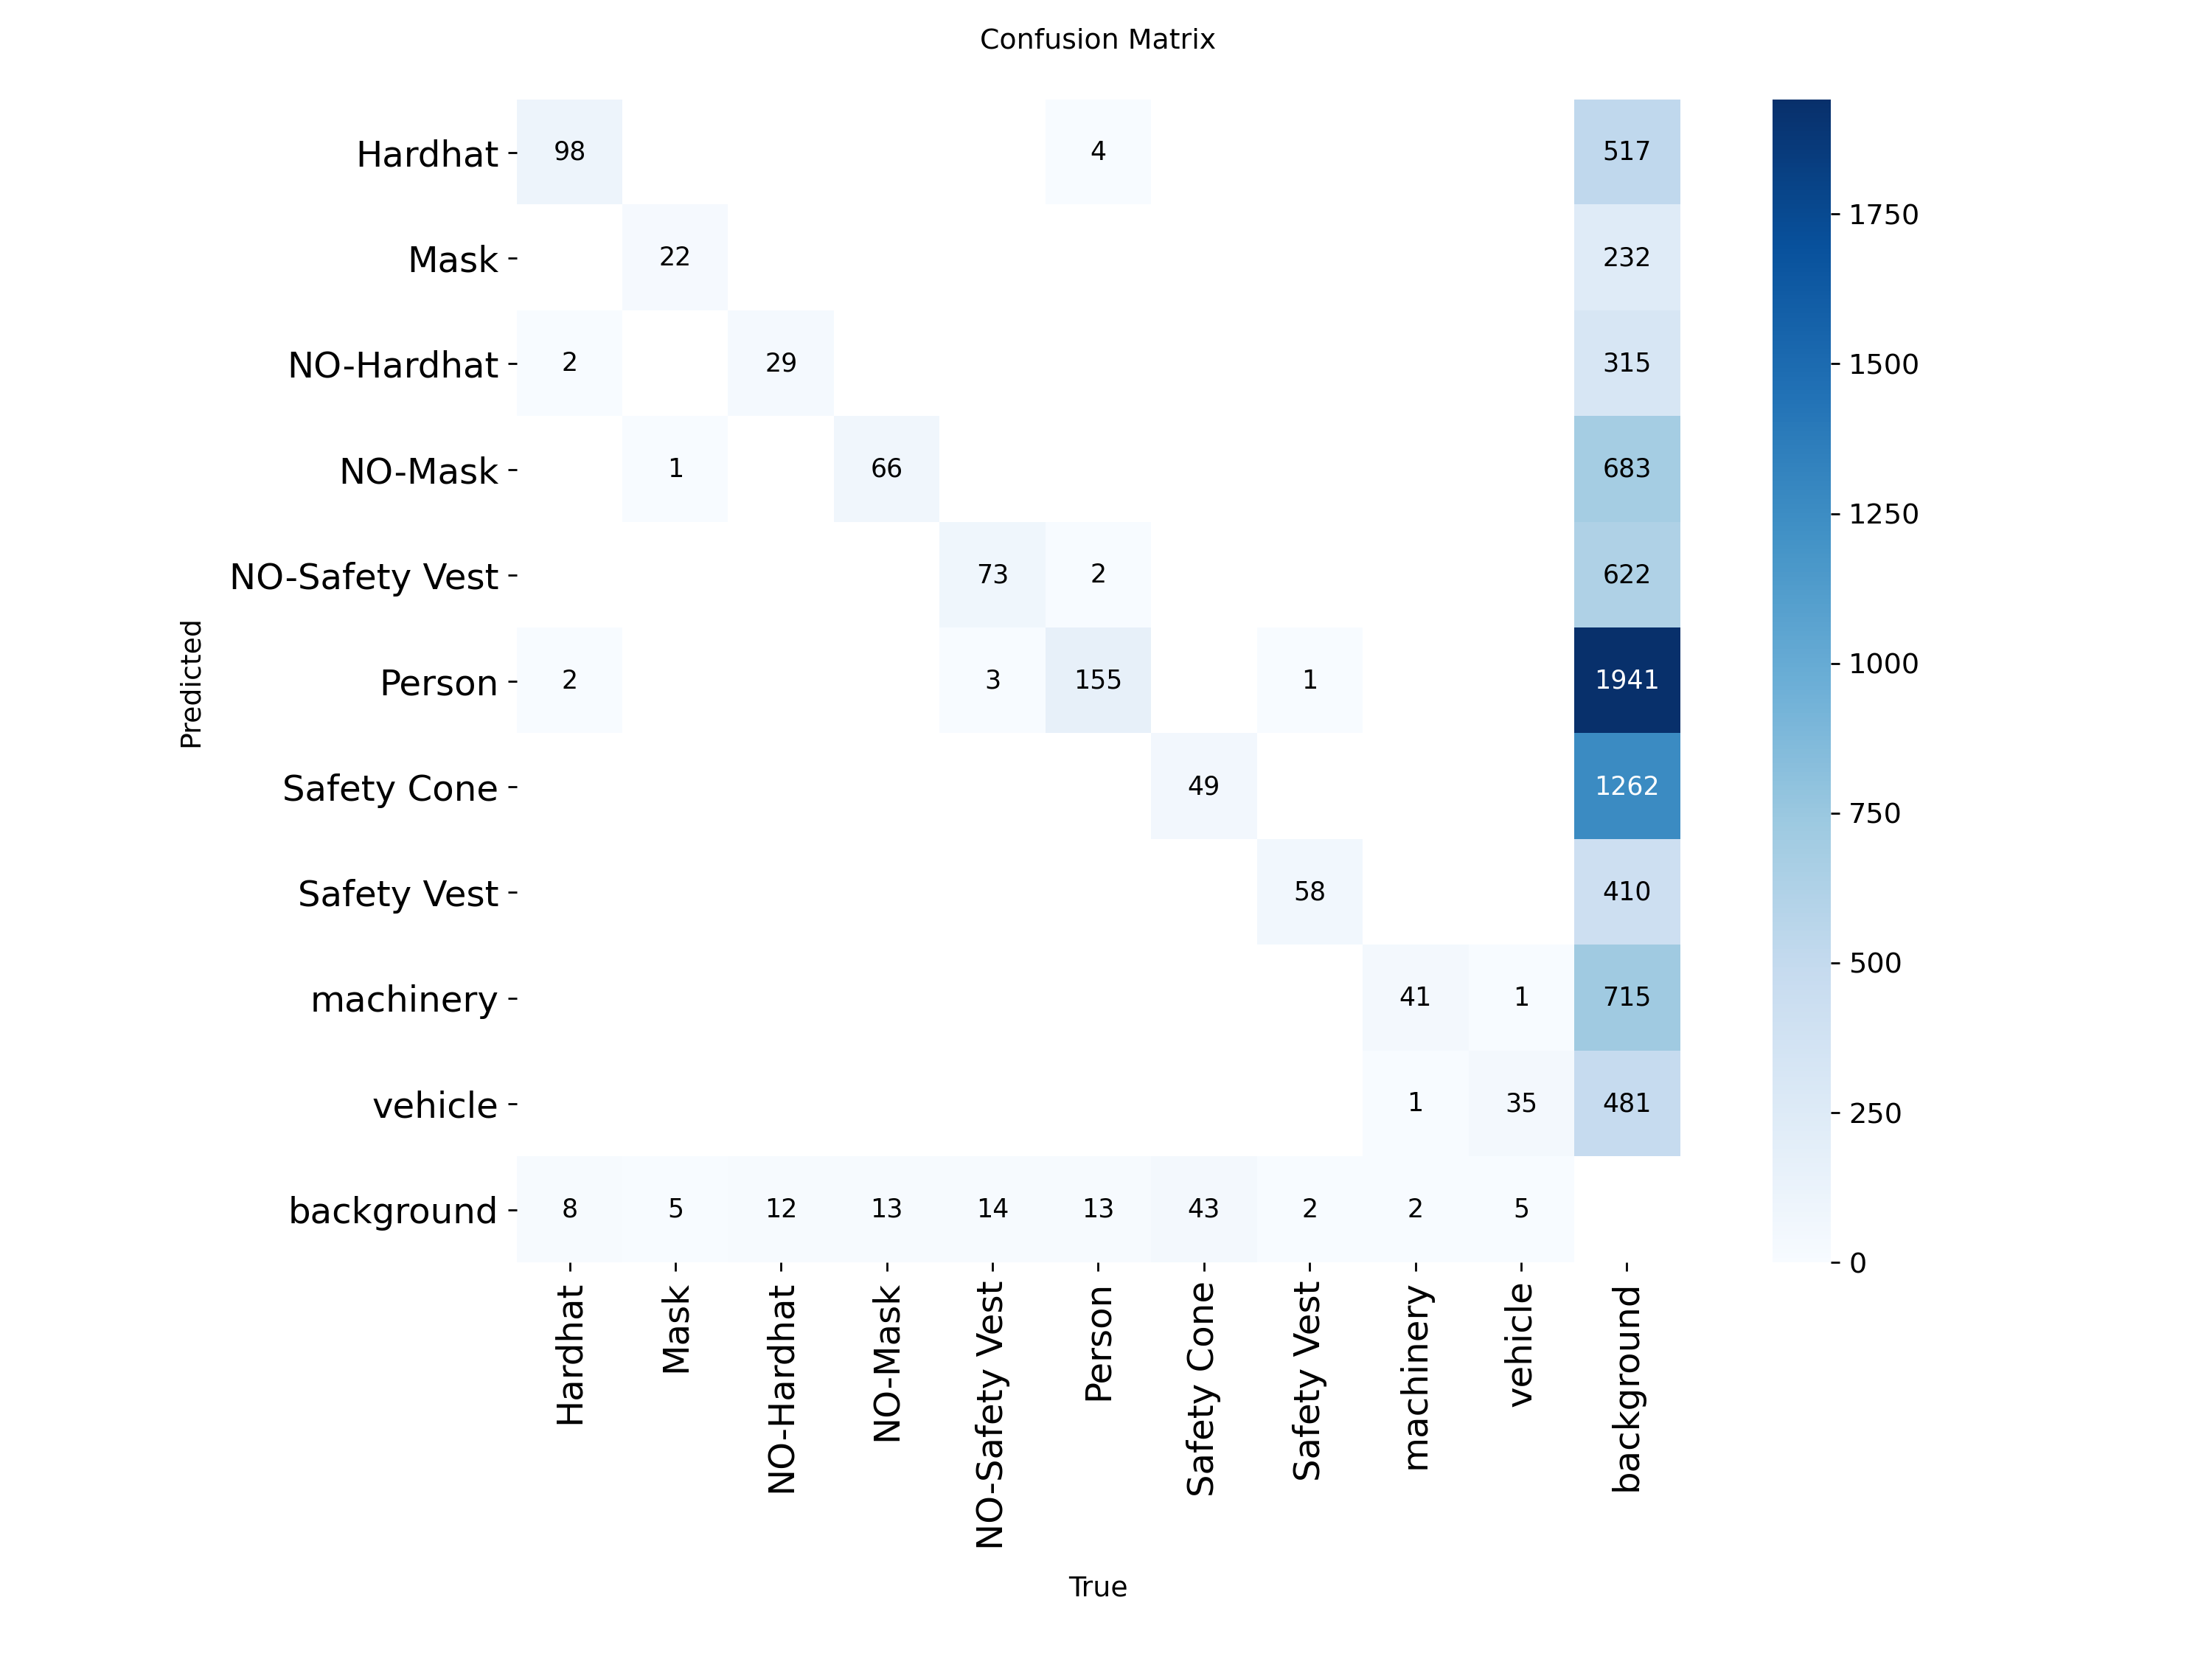 Confusion Matrix
Hardhat 98 4 517
Mask 22 232
NO-Hardhat 2 29 315
NO-Mask 1 66 683
NO-Safety Vest 73 2 622
Person 2 3 155 1 1941
Safety Cone 49 1262
Safety Vest 58 410
machinery 41 1 715
vehicle 1 35 481
background 8 5 12 13 14 13 43 2 2 5
Predicted
Hardhat
Mask
NO-Hardhat
NO-Mask
NO-Safety Vest
Person
Safety Cone
Safety Vest
machinery
vehicle
background
True
1750
1500
1250
1000
750
500
250
0